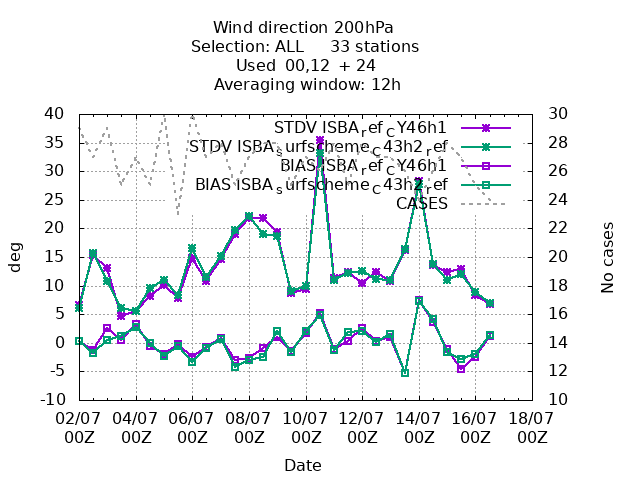 Wind direction 200hPa
Selection: ALL 33 stations
Used 00,12 + 24
Averaging window: 12h
STDV ISBA_ref_CY46h1
STDV ISBA_surfscheme_C43h2_ref
BIAS ISBA_ref_CY46h1
BIAS ISBA_surfscheme_C43h2_ref
CASES
40
35
30
25
20
15
10
5
0
-5
-10
deg
30
28
26
24
22
20
18
16
14
12
10
No cases
02/07 04/07 06/07 08/07 10/07 12/07 14/07 16/07 18/07
00Z 00Z 00Z 00Z 00Z 00Z 00Z 00Z 00Z
Date